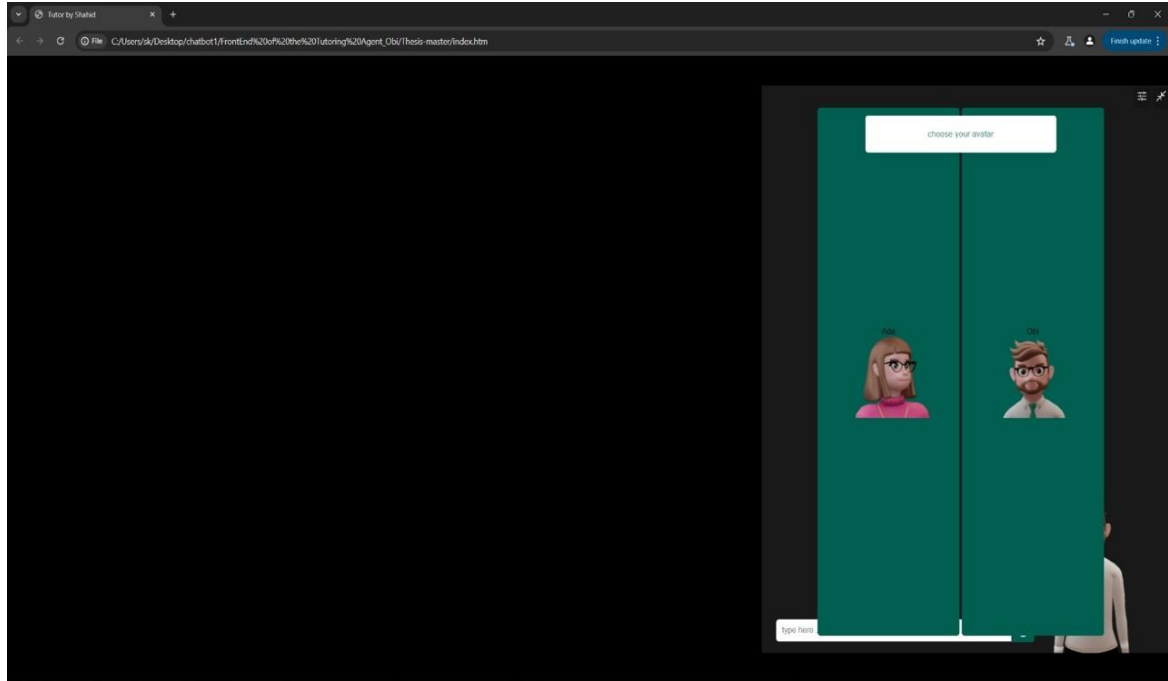 Tutor by Shahid
File C:/Users/sk/Desktop/chatbot1/FrontEnd%20of%20the%20Tutoring%20Agent_Obi/Thesis-master/index.htm
Finish update
choose your avatar
Ada
Obi
type here